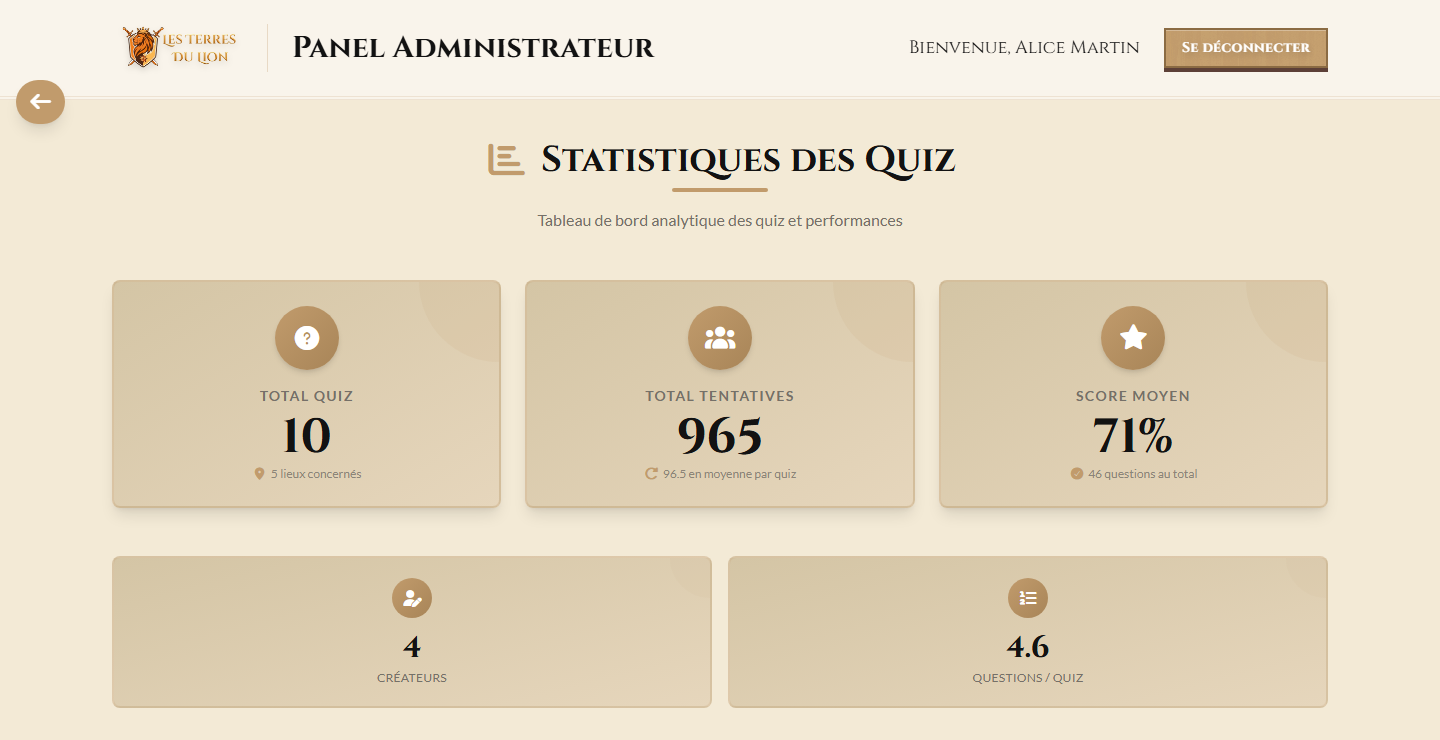 Les Terres
du Lion
Panel Administrateur
Bienvenue, Alice Martin
Se déconnecter
Statistiques des Quiz
Tableau de bord analytique des quiz et performances
TOTAL QUIZ
10
5 lieux concernés
TOTAL TENTATIVES
965
96.5 en moyenne par quiz
SCORE MOYEN
71%
46 questions au total
4
CRÉATEURS
4.6
QUESTIONS / QUIZ